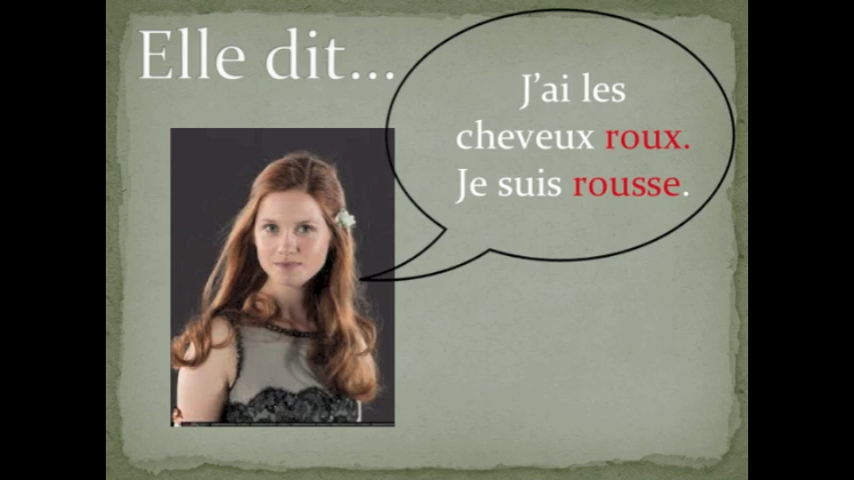 Elle dit...
J'ai les
cheveux roux.
Je suis rousse.